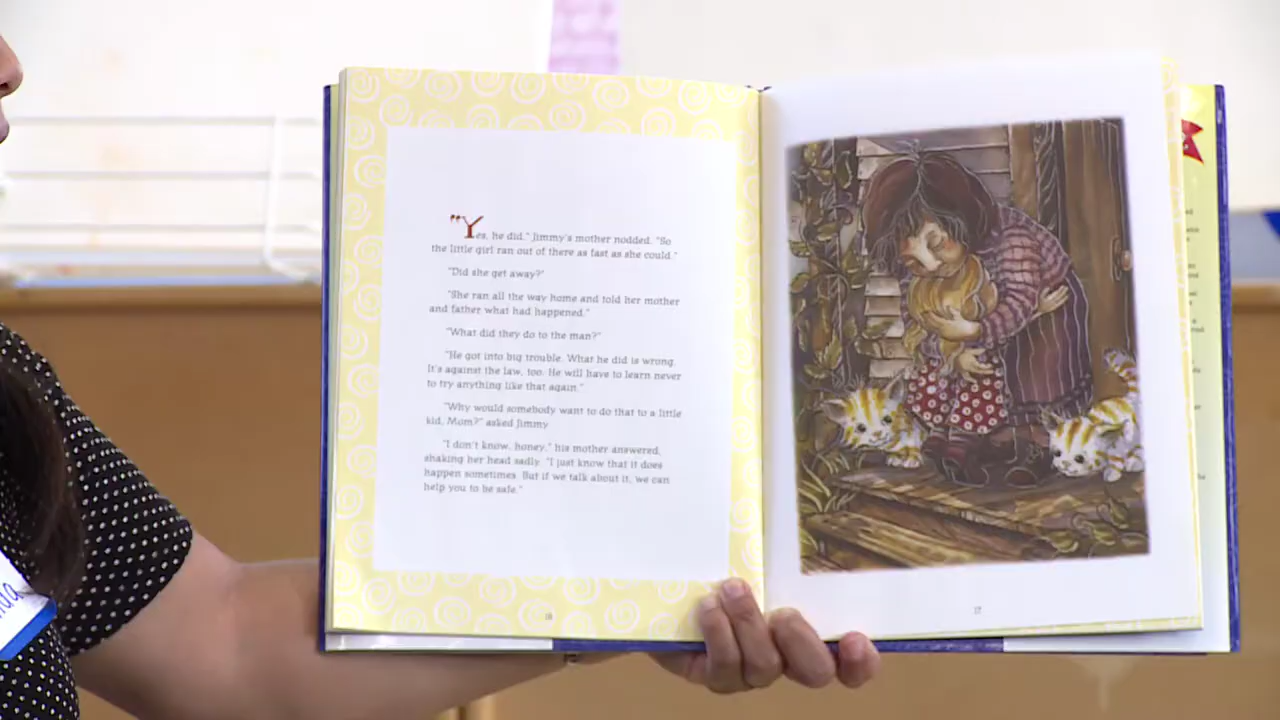 "Yes, he did," Jimmy's mother nodded. "So
the little girl ran out of there as fast as she could."
"Did she get away?"
"She ran all the way home and told her mother
and father what had happened."
"What did they do to the man?"
"He got into big trouble. What he did is wrong.
It's against the law, too. He will have to learn never
to try anything like that again."
"Why would somebody want to do that to a little
kid, Mom?" asked Jimmy.
"I don't know, honey," his mother answered,
shaking her head sadly. "I just know that it does
happen sometimes. But if we talk about it, we can
help you to be safe."
16
17